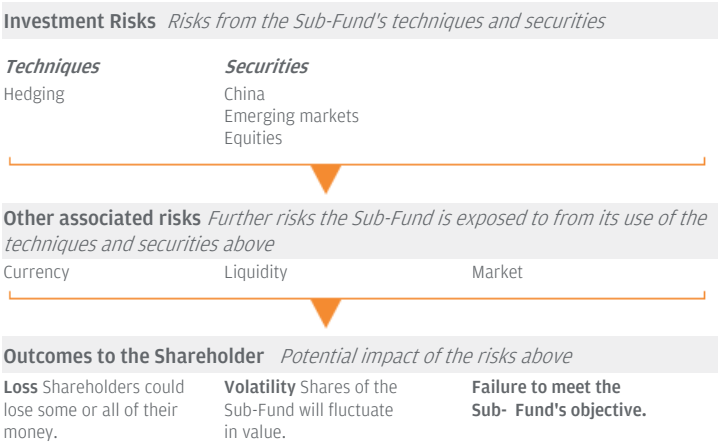 Investment Risks Risks from the Sub-Fund's techniques and securities
Techniques Securities
Hedging China
Emerging markets
Equities
Other associated risks Further risks the Sub-Fund is exposed to from its use of the
techniques and securities above
Currency Liquidity Market
Outcomes to the Shareholder Potential impact of the risks above
Loss Shareholders could
lose some or all of their
money.
Volatility Shares of the
Sub-Fund will fluctuate
in value.
Failure to meet the
Sub- Fund's objective.